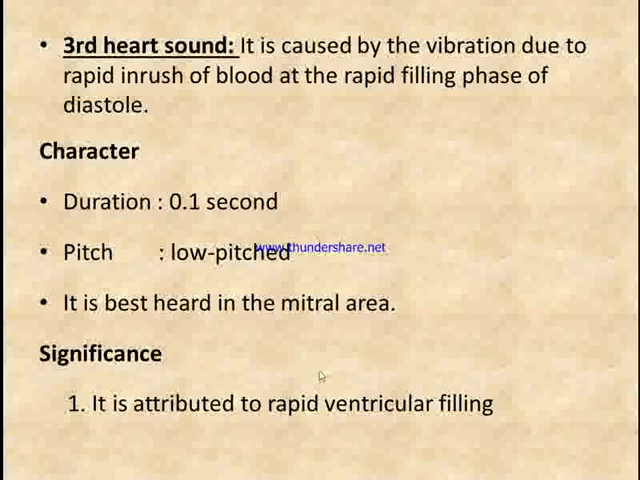 • 3rd heart sound: It is caused by the vibration due to
rapid inrush of blood at the rapid filling phase of
diastole.
Character
• Duration : 0.1 second
• Pitch : low-pitched
www.thundershare.net
• It is best heard in the mitral area.
Significance
1. It is attributed to rapid ventricular filling